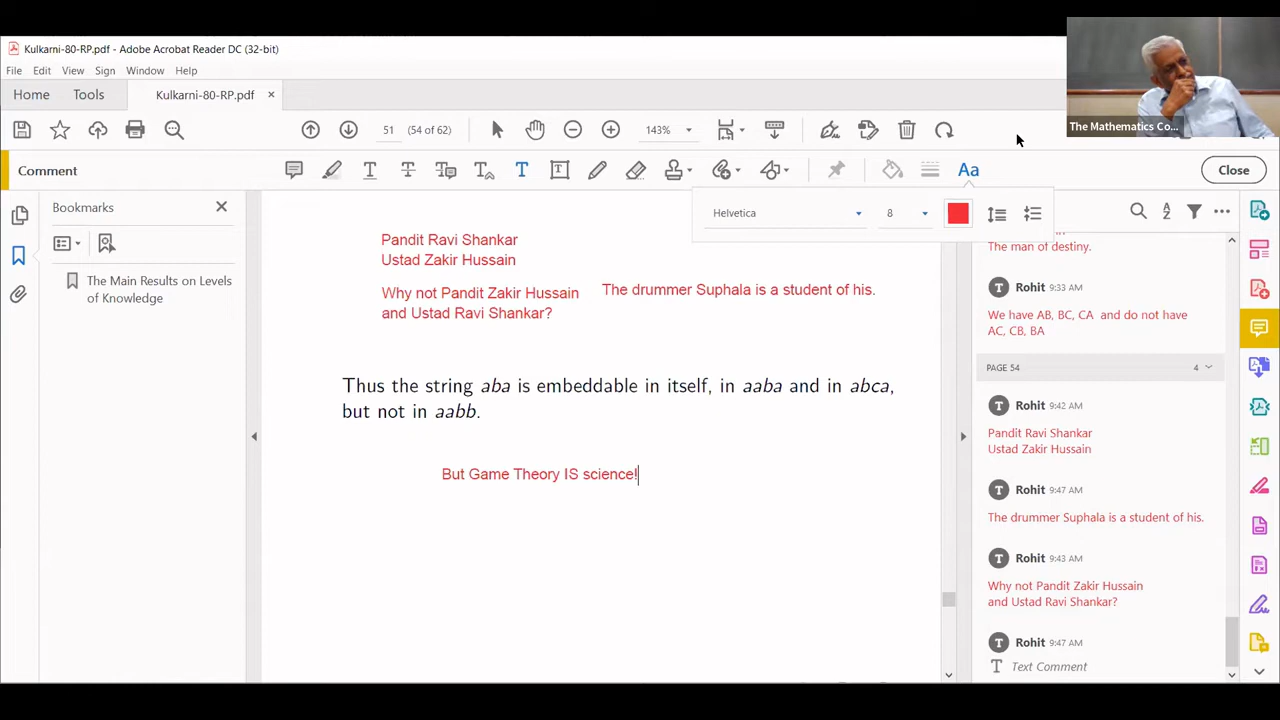 Kulkarni-80-RP.pdf - Adobe Acrobat Reader DC (32-bit)
File Edit View Sign Window Help
Home Tools Kulkarni-80-RP.pdf ×
51 (54 of 62) 143%
The Mathematics Co...
Comment
Aa
Close
Bookmarks
Helvetica 8
The Main Results on Levels
of Knowledge
Pandit Ravi Shankar
Ustad Zakir Hussain
Why not Pandit Zakir Hussain
and Ustad Ravi Shankar?
The drummer Suphala is a student of his.
Thus the string aba is embeddable in itself, in aaba and in abca,
but not in aabb.
But Game Theory IS science!
The man of destiny.
Rohit 9:33 AM
We have AB, BC, CA and do not have
AC, CB, BA
PAGE 54 4
Rohit 9:42 AM
Pandit Ravi Shankar
Ustad Zakir Hussain
Rohit 9:47 AM
The drummer Suphala is a student of his.
Rohit 9:43 AM
Why not Pandit Zakir Hussain
and Ustad Ravi Shankar?
Rohit 9:47 AM
Text Comment